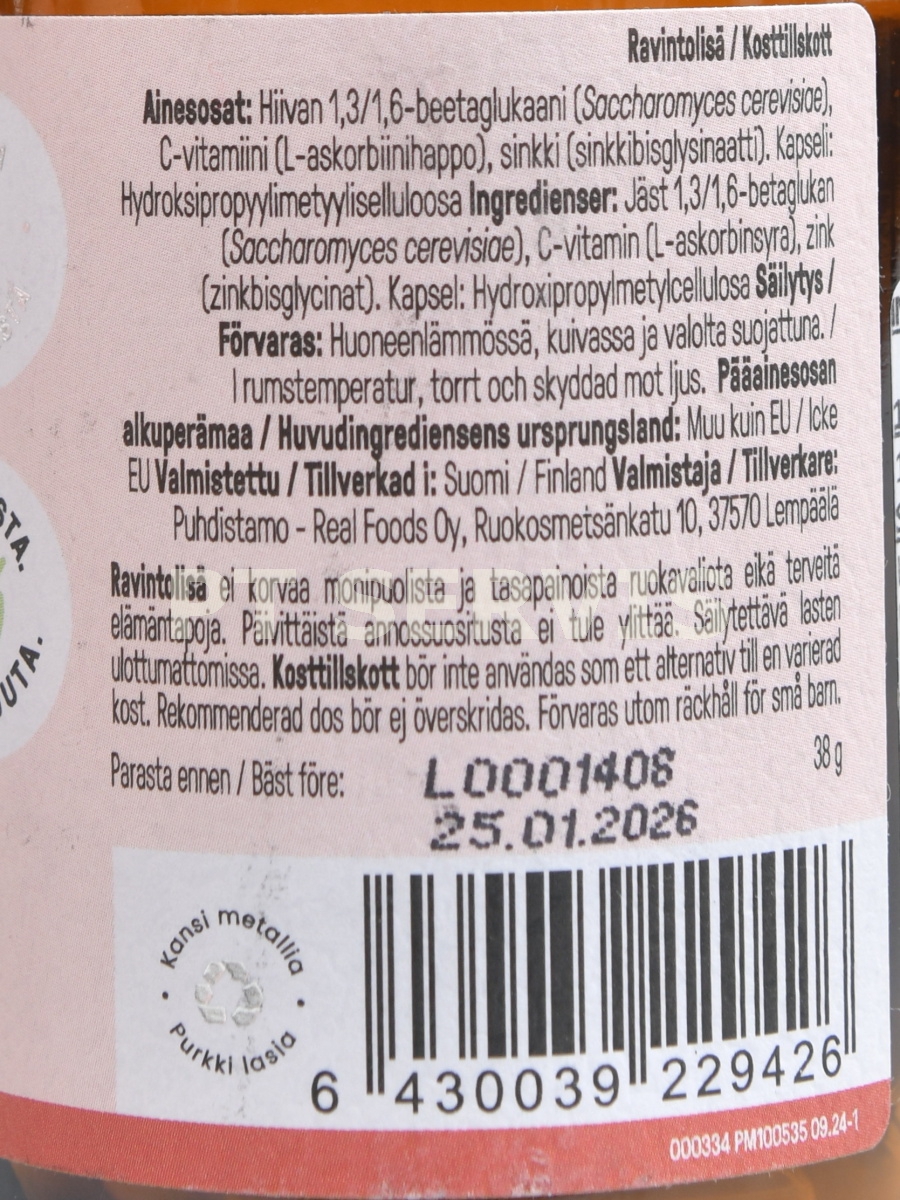 Ravintolisä / Kosttillskott
Ainesosat: Hiivan 1,3/1,6-beetaglukaani (Saccharomyces cerevisiae),
C-vitamiini (L-askorbiinihappo), sinkki (sinkkibisglysinaatti). Kapseli:
Hydroksipropyylimetyyliselluloosa Ingredienser: Jäst 1,3/1,6-betaglukan
(Saccharomyces cerevisiae), C-vitamin (L-askorbinsyra), zink
(zinkbisglycinat). Kapsel: Hydroxipropylmetylcellulosa Säilytys /
Förvaras: Huoneenlämmössä, kuivassa ja valolta suojattuna. /
I rumstemperatur, torrt och skyddad mot ljus. Pääainesosan
alkuperämaa / Huvudingrediensens ursprungsland: Muu kuin EU / Icke
EU Valmistettu / Tillverkad i: Suomi / Finland Valmistaja / Tillverkare:
Puhdistamo - Real Foods Oy, Ruokosmetsänkatu 10, 37570 Lempäälä
Ravintolisä ei korvaa monipuolista ja tasapainoista ruokavaliota eikä terveitä
elämäntapoja. Päivittäistä annossuositusta ei tule ylittää. Säilytettävä lasten
ulottumattomissa. Kosttillskott bör inte användas som ett alternativ till en varierad
kost. Rekommenderad dos bör ej överskridas. Förvaras utom räckhåll för små barn.
Parasta ennen / Bäst före:
L0001408
25.01.2026
38 g
Kansi metallia
Purkki lasia
6 430039 229426
000334 PM100535 09.24-1